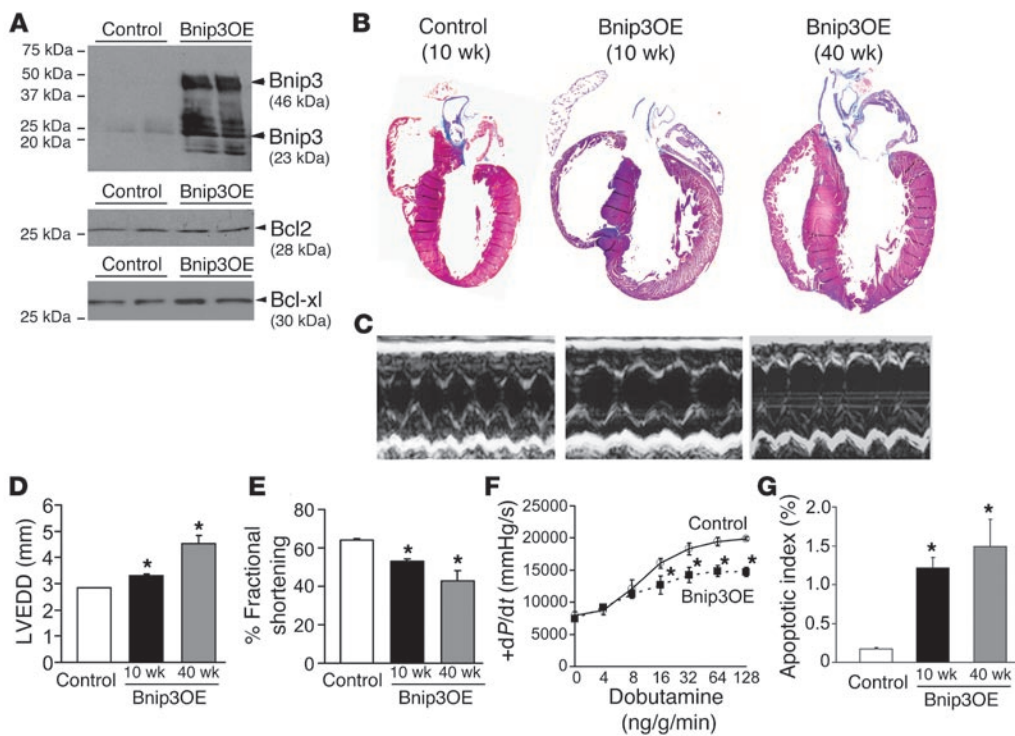 A
Control Bnip3OE
75 kDa
50 kDa
37 kDa
25 kDa
20 kDa
Bnip3
(46 kDa)
Bnip3
(23 kDa)
25 kDa
Bcl2
(28 kDa)
Control Bnip3OE
25 kDa
Bcl-xl
(30 kDa)
B
Control
(10 wk)
Bnip3OE
(10 wk)
Bnip3OE
(40 wk)
C
D
LVEDD (mm)
6
5
4
3
2
1
0
*
*
Control
10 wk 40 wk
Bnip3OE
E
% Fractional
shortening
80
60
40
20
0
*
*
Control
10 wk 40 wk
Bnip3OE
F
+dP/dt (mmHg/s)
25000
20000
15000
10000
5000
0
Control
* * * *
Bnip3OE
0 4 8 16 32 64 128
Dobutamine
(ng/g/min)
G
Apoptotic index (%)
2.0
1.5
1.0
0.5
0
*
*
Control
10 wk 40 wk
Bnip3OE